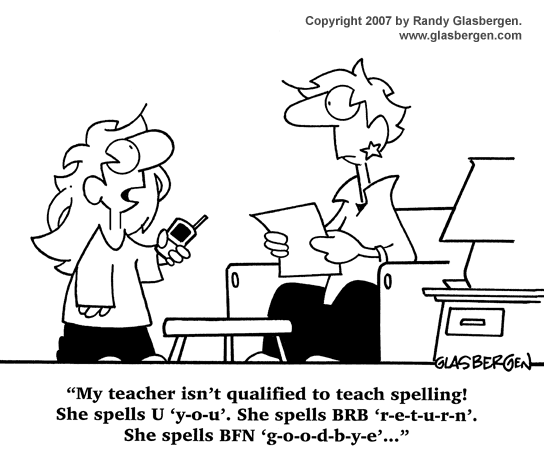 Copyright 2007 by Randy Glasbergen.
www.glasbergen.com
GLASBERGEN
“My teacher isn’t qualified to teach spelling!
She spells U ‘y-o-u’. She spells BRB ‘r-e-t-u-r-n’.
She spells BFN ‘g-o-o-d-b-y-e’...”